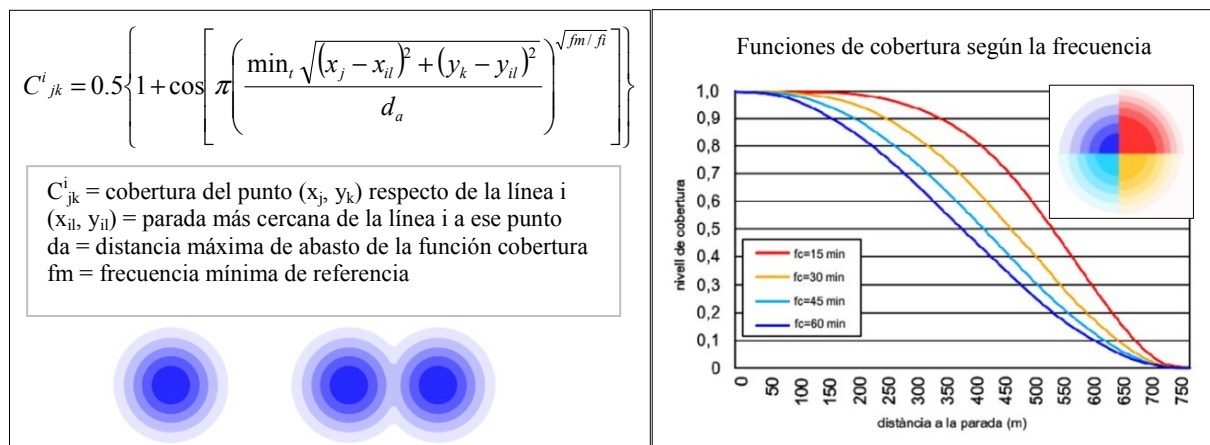 C^i_jk = 0.5{1 + cos[π(min_t √((x_j − x_il)² + (y_k − y_il)²) / d_a)^√(fm/fi)]}
C^i_jk = cobertura del punto (x_j, y_k) respecto de la línea i
(x_il, y_il) = parada más cercana de la línea i a ese punto
da = distancia máxima de abasto de la función cobertura
fm = frecuencia mínima de referencia
Funciones de cobertura según la frecuencia
nivell de cobertura
1,0
0,9
0,8
0,7
0,6
0,5
0,4
0,3
0,2
0,1
0
fc=15 min
fc=30 min
fc=45 min
fc=60 min
0 50 100 150 200 250 300 350 400 450 500 550 600 650 700 750
distància a la parada (m)